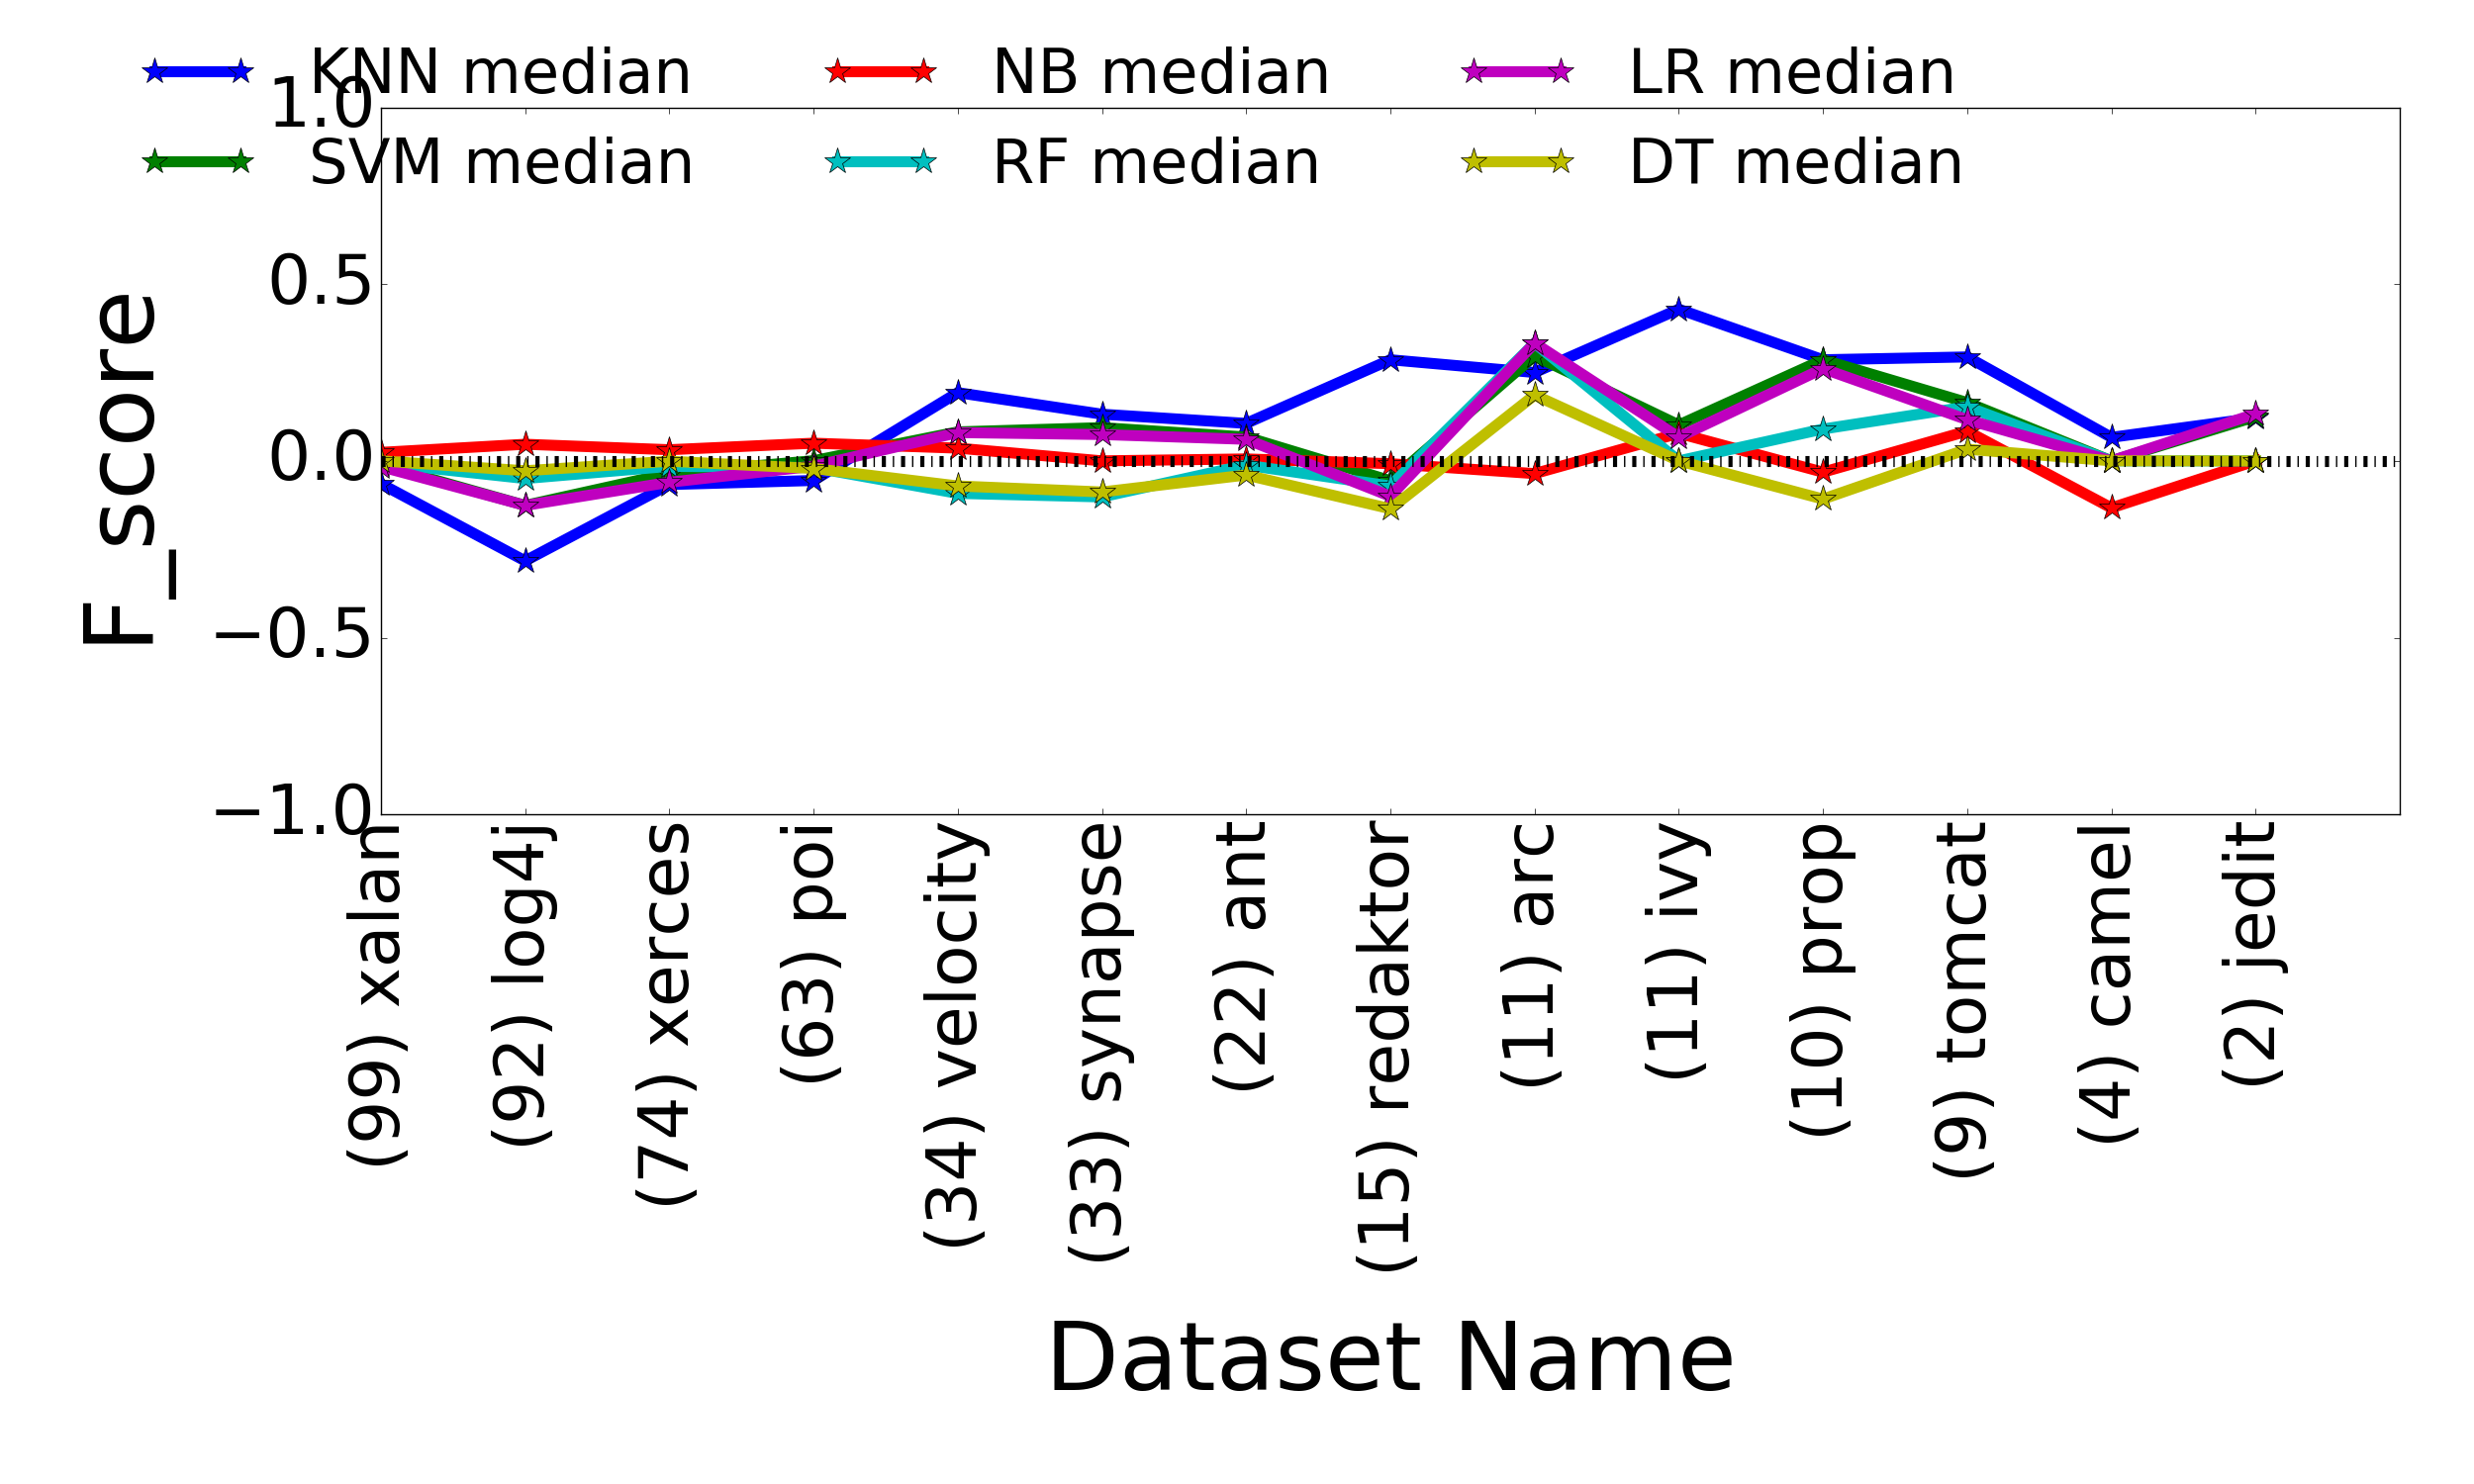 KNN median
NB median
LR median
SVM median
RF median
DT median
1.0
0.5
0.0
−0.5
−1.0
F_score
(99) xalan
(92) log4j
(74) xerces
(63) poi
(34) velocity
(33) synapse
(22) ant
(15) redaktor
(11) arc
(11) ivy
(10) prop
(9) tomcat
(4) camel
(2) jedit
Dataset Name